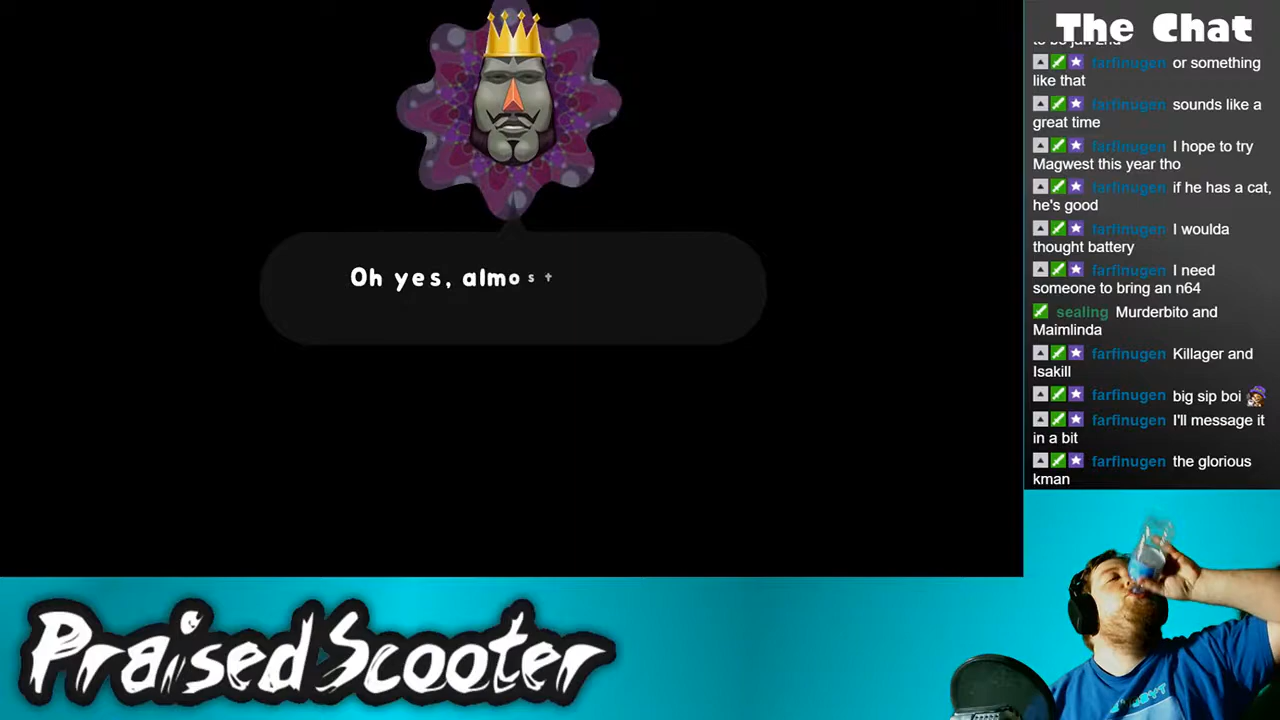 The Chat
farfinugen or something
like that
farfinugen sounds like a
great time
farfinugen I hope to try
Magwest this year tho
farfinugen if he has a cat,
he's good
farfinugen I woulda
thought battery
farfinugen I need
someone to bring an n64
sealing Murderbito and
Maimlinda
farfinugen Killager and
Isakill
farfinugen big sip boi
farfinugen I'll message it
in a bit
farfinugen the glorious
kman
Oh yes, almost
PraisedScooter